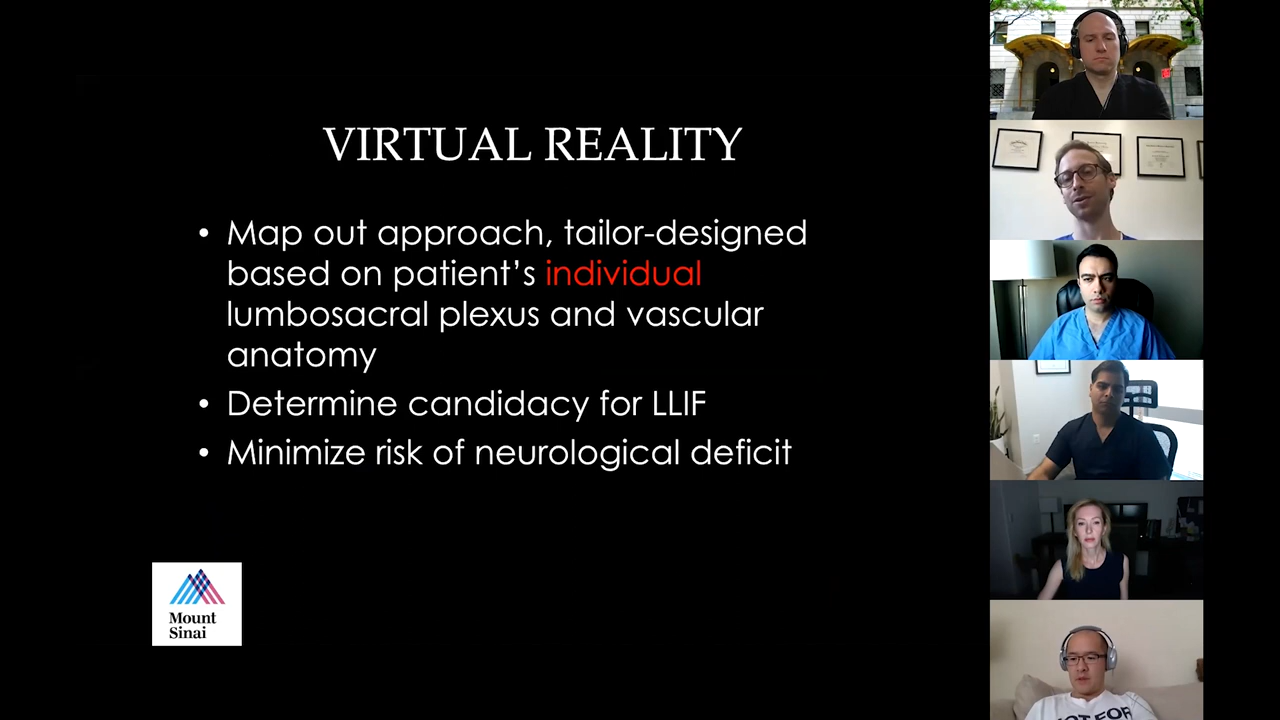 VIRTUAL REALITY
• Map out approach, tailor-designed
based on patient’s individual
lumbosacral plexus and vascular
anatomy
• Determine candidacy for LLIF
• Minimize risk of neurological deficit
Mount
Sinai